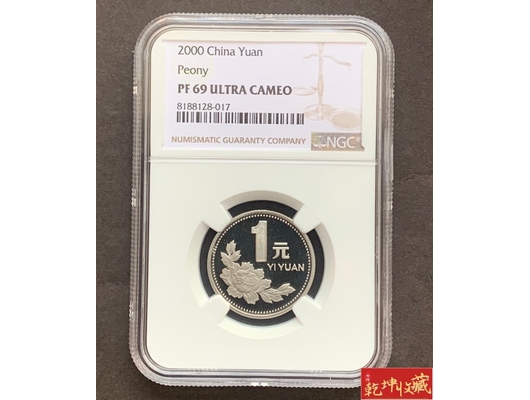 2000 China Yuan
Peony
PF 69 ULTRA CAMEO
8188128-017
NUMISMATIC GUARANTY COMPANY
NGC
1元
YI YUAN
乾坤收藏